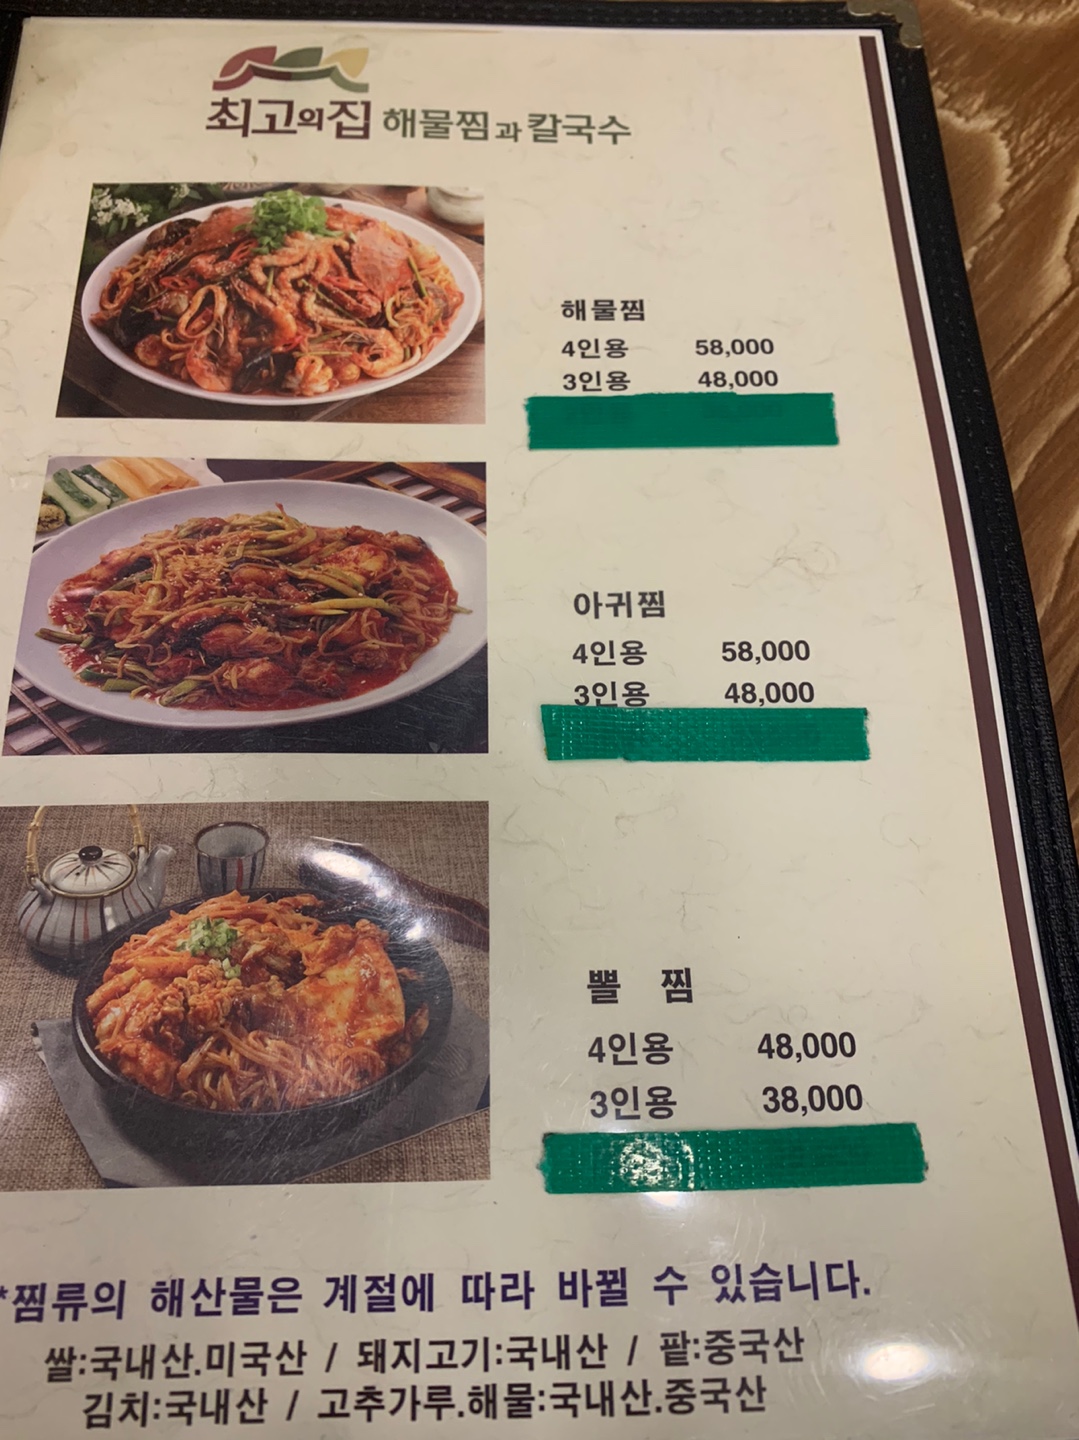 최고의집 해물찜과 칼국수
해물찜
4인용 58,000
3인용 48,000
아귀찜
4인용 58,000
3인용 48,000
뽈 찜
4인용 48,000
3인용 38,000
*찜류의 해산물은 계절에 따라 바뀔 수 있습니다.
쌀:국내산.미국산 / 돼지고기:국내산 / 팥:중국산
김치:국내산 / 고추가루.해물:국내산.중국산